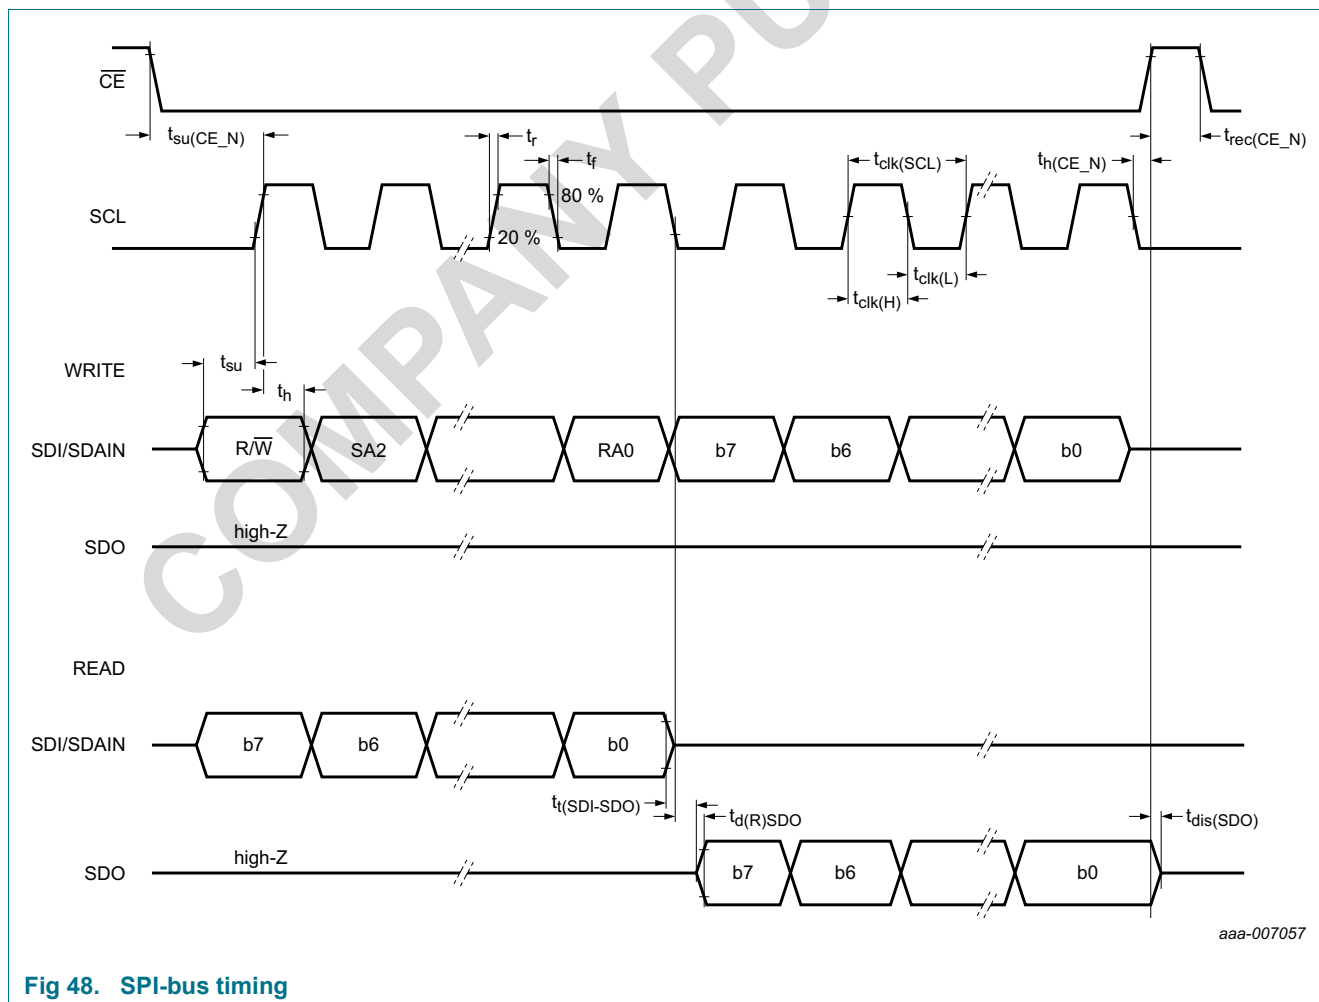 COMPANY PU
CE
tsu(CE_N)
tr
tf
tclk(SCL)
th(CE_N)
trec(CE_N)
SCL
80 %
20 %
tclk(L)
tclk(H)
WRITE
tsu
th
SDI/SDAIN
R/W SA2 RA0 b7 b6 b0
SDO
high-Z
READ
SDI/SDAIN
b7 b6 b0
tt(SDI-SDO)
td(R)SDO
tdis(SDO)
SDO
high-Z
b7 b6 b0
aaa-007057
Fig 48. SPI-bus timing